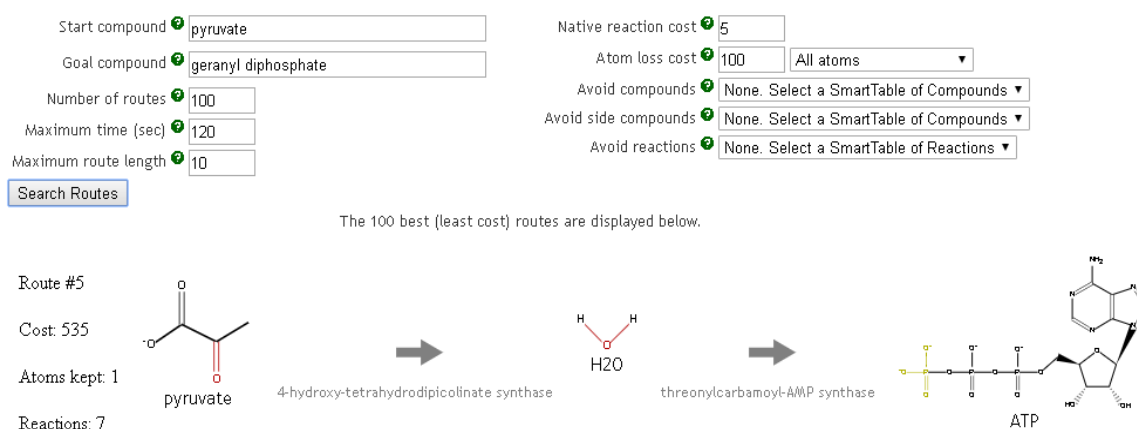 Start compound ? pyruvate
Native reaction cost ? 5
Goal compound ? geranyl diphosphate
Atom loss cost ? 100 All atoms
Number of routes ? 100
Avoid compounds ? None. Select a SmartTable of Compounds
Maximum time (sec) ? 120
Avoid side compounds ? None. Select a SmartTable of Compounds
Maximum route length ? 10
Avoid reactions ? None. Select a SmartTable of Reactions
Search Routes
The 100 best (least cost) routes are displayed below.
Route #5
Cost: 535
Atoms kept: 1
Reactions: 7
O
-O
O
pyruvate
4-hydroxy-tetrahydrodipicolinate synthase
H H
O
H2O
threonylcarbamoyl-AMP synthase
NH2
ATP